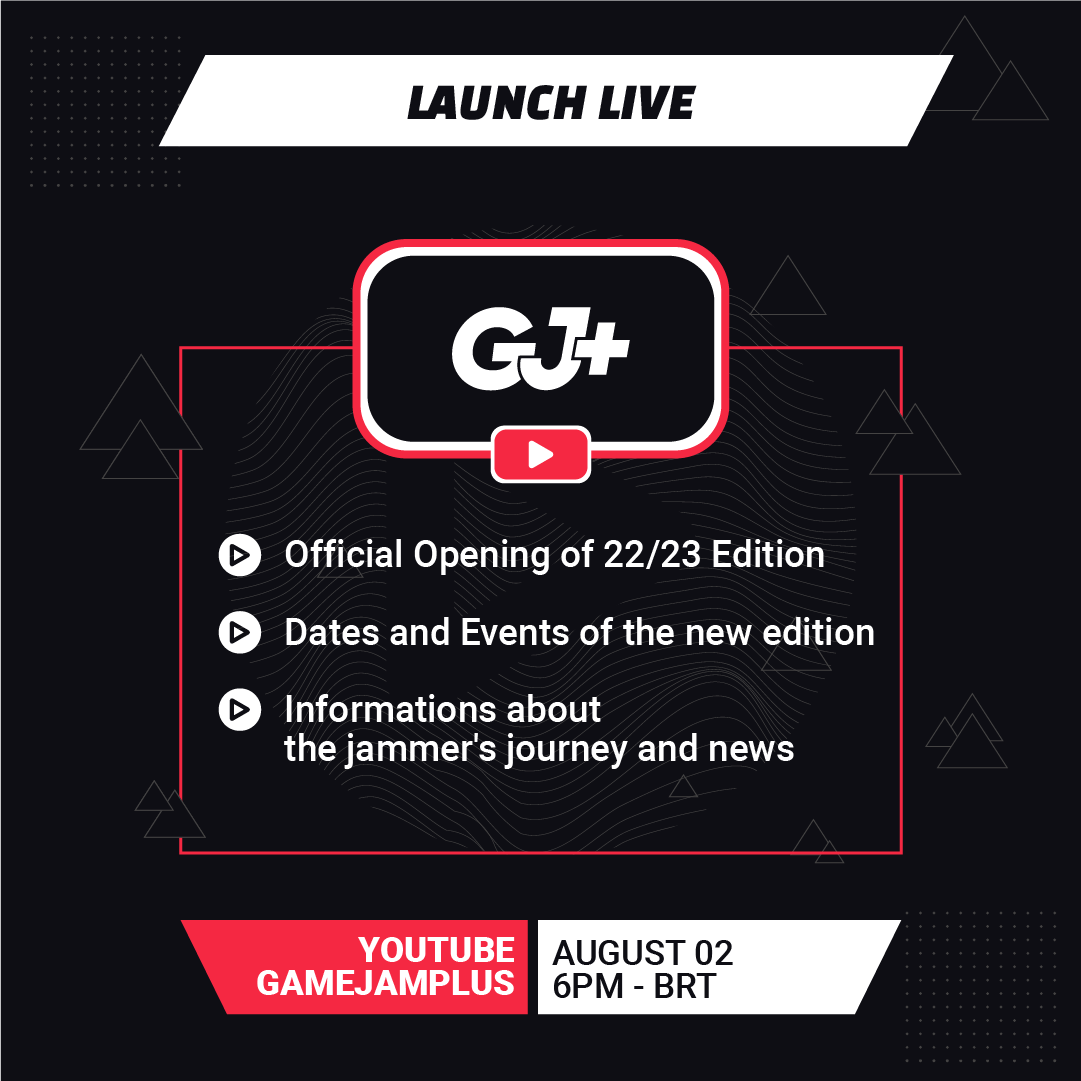 LAUNCH LIVE
GJ+
Official Opening of 22/23 Edition
Dates and Events of the new edition
Informations about
the jammer's journey and news
YOUTUBE
GAMEJAMPLUS
AUGUST 02
6PM - BRT